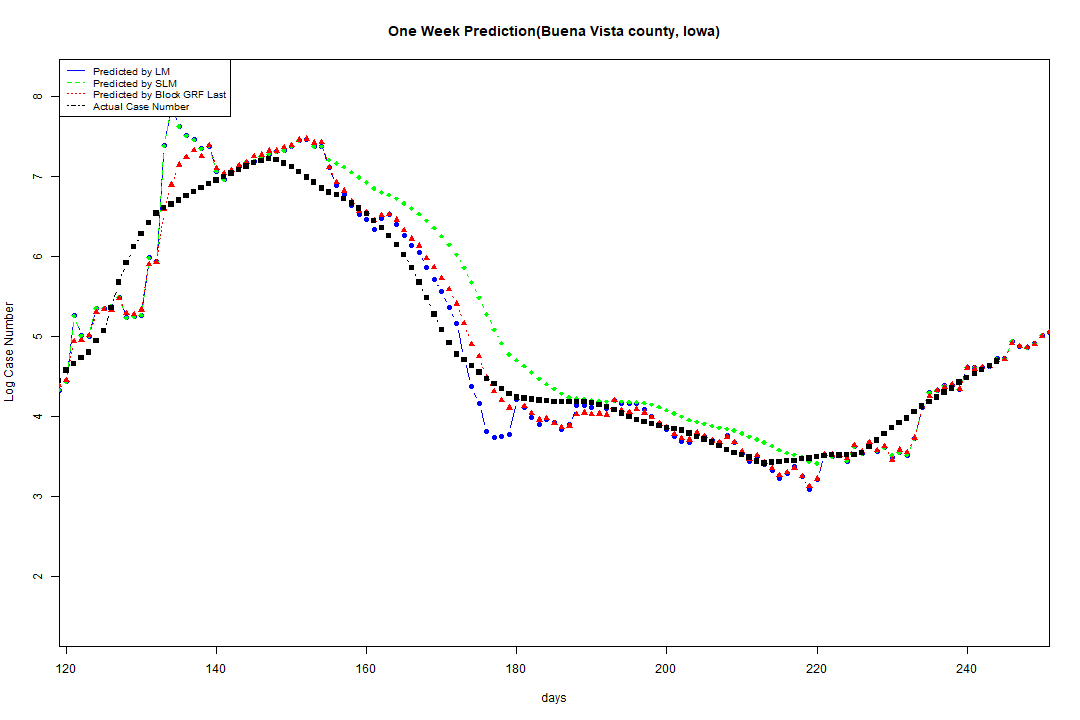 One Week Prediction(Buena Vista county, Iowa)
Predicted by LM
Predicted by SLM
Predicted by Block GRF Last
Actual Case Number
8
7
6
5
4
3
2
Log Case Number
120 140 160 180 200 220 240
days